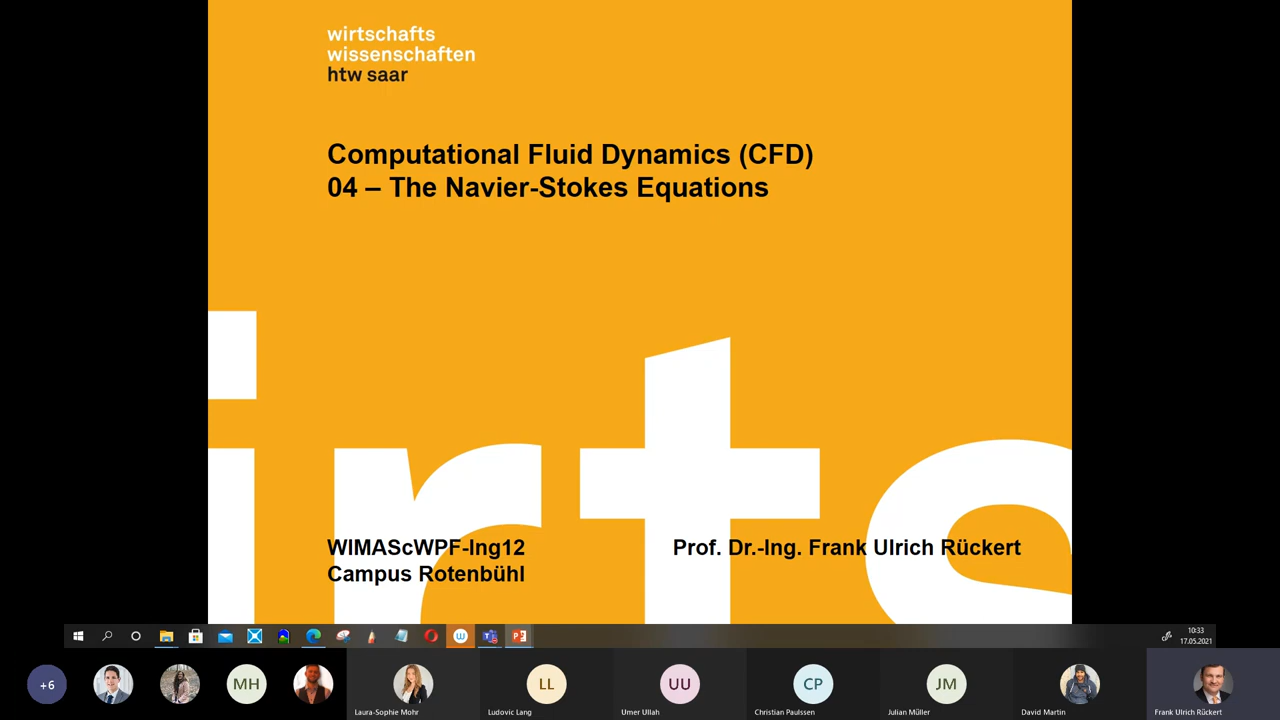 wirtschafts
wissenschaften
htw saar
Computational Fluid Dynamics (CFD)
04 – The Navier-Stokes Equations
irts
WIMAScWPF-Ing12
Campus Rotenbühl
Prof. Dr.-Ing. Frank Ulrich Rückert
10:33
17.05.2021
+6
MH
LL
UU
CP
JM
Laura-Sophie Mohr
Ludovic Lang
Umer Ullah
Christian Paulssen
Julian Müller
David Martin
Frank Ulrich Rückert